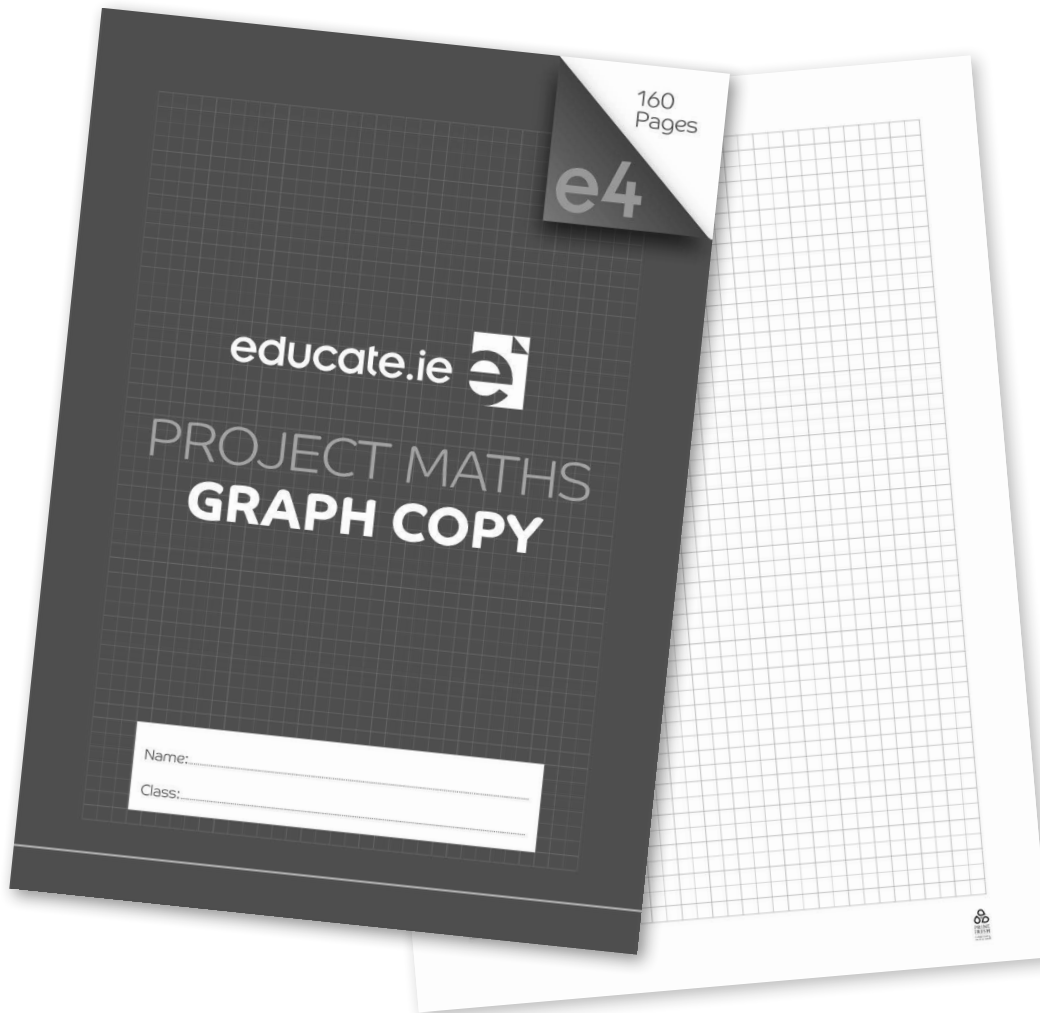 160
Pages
e4
educate.ie
PROJECT MATHS
GRAPH COPY
Name:
Class: